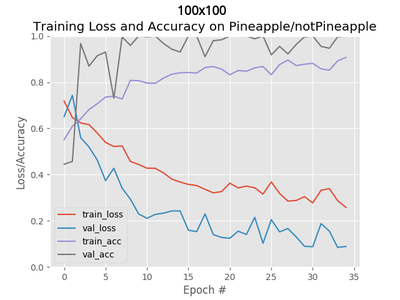 100x100
Training Loss and Accuracy on Pineapple/notPineapple
Loss/Accuracy
1.0
0.8
0.6
0.4
0.2
0.0
train_loss
val_loss
train_acc
val_acc
0 5 10 15 20 25 30 35
Epoch #